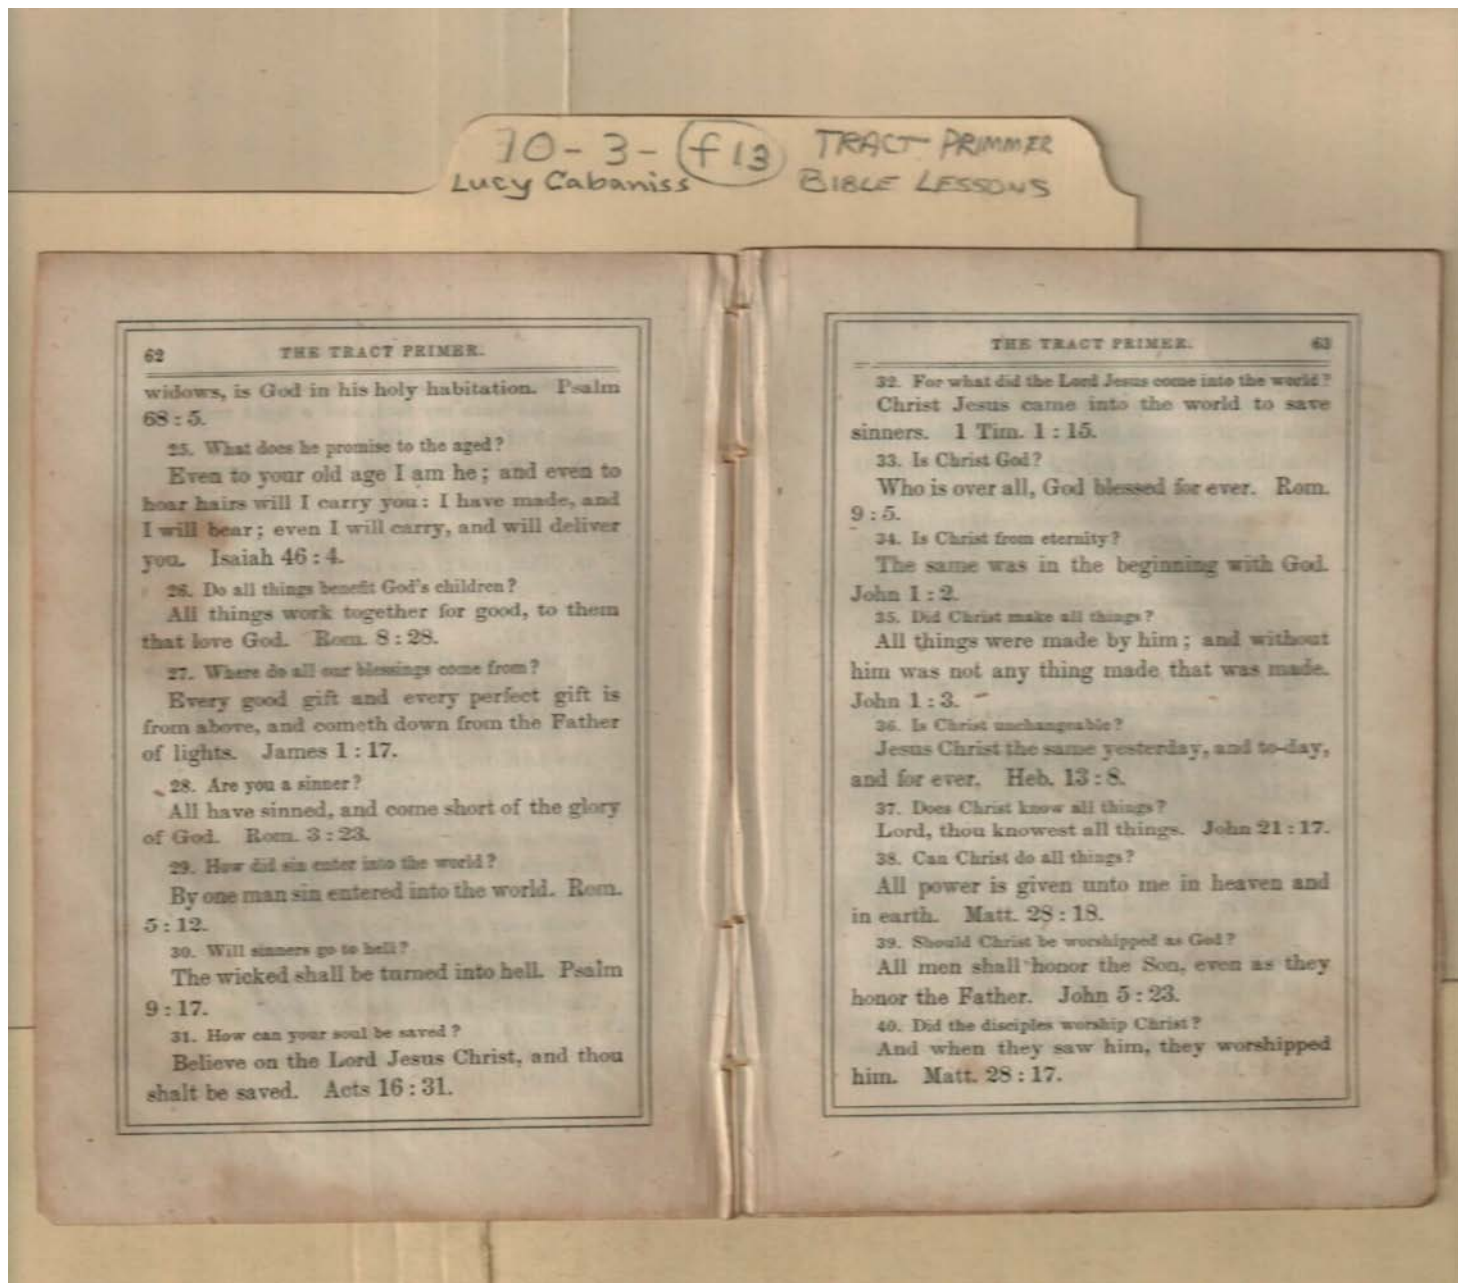 70-3-f13 TRACT PRIMMER
Lucy Cabaniss BIBLE LESSONS
62 THE TRACT PRIMER.
widows, is God in his holy habitation. Psalm
68 : 5.
25. What does he promise to the aged?
Even to your old age I am he; and even to
hoar hairs will I carry you: I have made, and
I will bear; even I will carry, and will deliver
you. Isaiah 46 : 4.
26. Do all things benefit God's children?
All things work together for good, to them
that love God. Rom. 8 : 28.
27. Where do all our blessings come from?
Every good gift and every perfect gift is
from above, and cometh down from the Father
of lights. James 1 : 17.
28. Are you a sinner?
All have sinned, and come short of the glory
of God. Rom. 3 : 23.
29. How did sin enter into the world?
By one man sin entered into the world. Rom.
5 : 12.
30. Will sinners go to hell?
The wicked shall be turned into hell. Psalm
9 : 17.
31. How can your soul be saved?
Believe on the Lord Jesus Christ, and thou
shalt be saved. Acts 16 : 31.
THE TRACT PRIMER. 63
32. For what did the Lord Jesus come into the world?
Christ Jesus came into the world to save
sinners. 1 Tim. 1 : 15.
33. Is Christ God?
Who is over all, God blessed for ever. Rom.
9 : 5.
34. Is Christ from eternity?
The same was in the beginning with God.
John 1 : 2.
35. Did Christ make all things?
All things were made by him; and without
him was not any thing made that was made.
John 1 : 3.
36. Is Christ unchangeable?
Jesus Christ the same yesterday, and to-day,
and for ever. Heb. 13 : 8.
37. Does Christ know all things?
Lord, thou knowest all things. John 21 : 17.
38. Can Christ do all things?
All power is given unto me in heaven and
in earth. Matt. 28 : 18.
39. Should Christ be worshipped as God?
All men shall honor the Son, even as they
honor the Father. John 5 : 23.
40. Did the disciples worship Christ?
And when they saw him, they worshipped
him. Matt. 28 : 17.